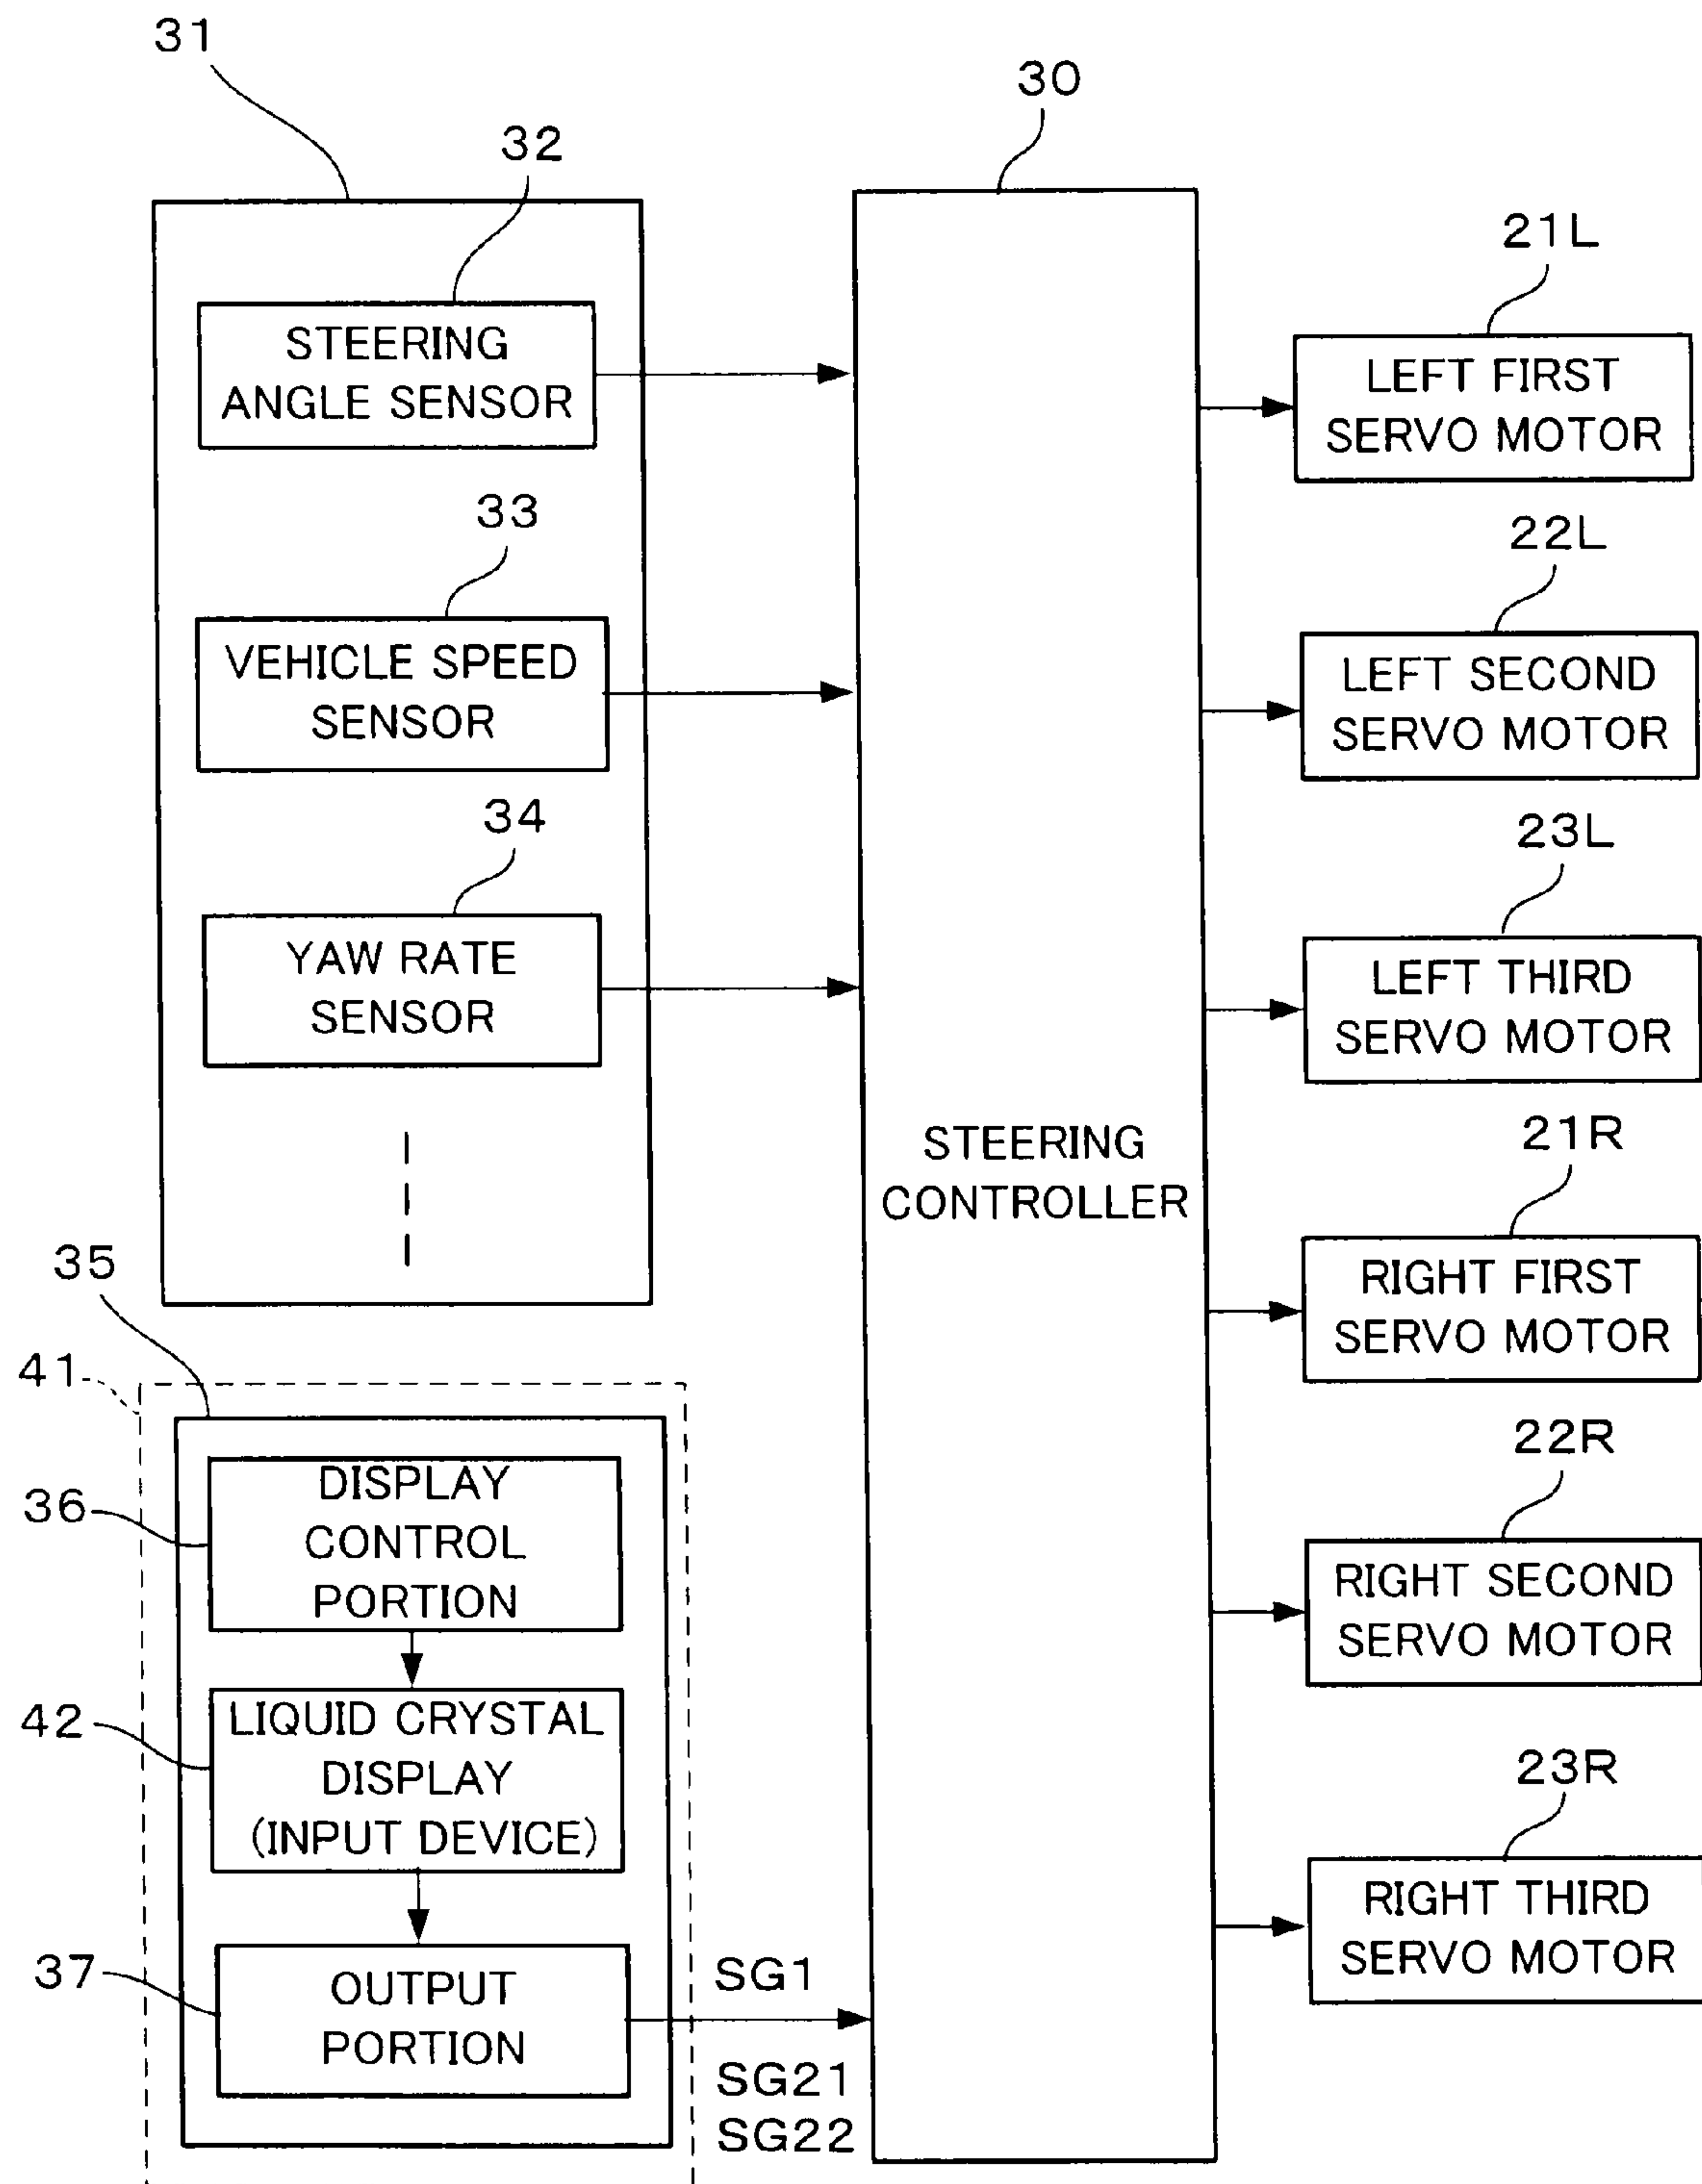 31
32
STEERING
ANGLE SENSOR
33
VEHICLE SPEED
SENSOR
34
YAW RATE
SENSOR
35
41
36
DISPLAY
CONTROL
PORTION
42
LIQUID CRYSTAL
DISPLAY
(INPUT DEVICE)
37
OUTPUT
PORTION
SG1
SG21
SG22
30
STEERING
CONTROLLER
21L
LEFT FIRST
SERVO MOTOR
22L
LEFT SECOND
SERVO MOTOR
23L
LEFT THIRD
SERVO MOTOR
21R
RIGHT FIRST
SERVO MOTOR
22R
RIGHT SECOND
SERVO MOTOR
23R
RIGHT THIRD
SERVO MOTOR